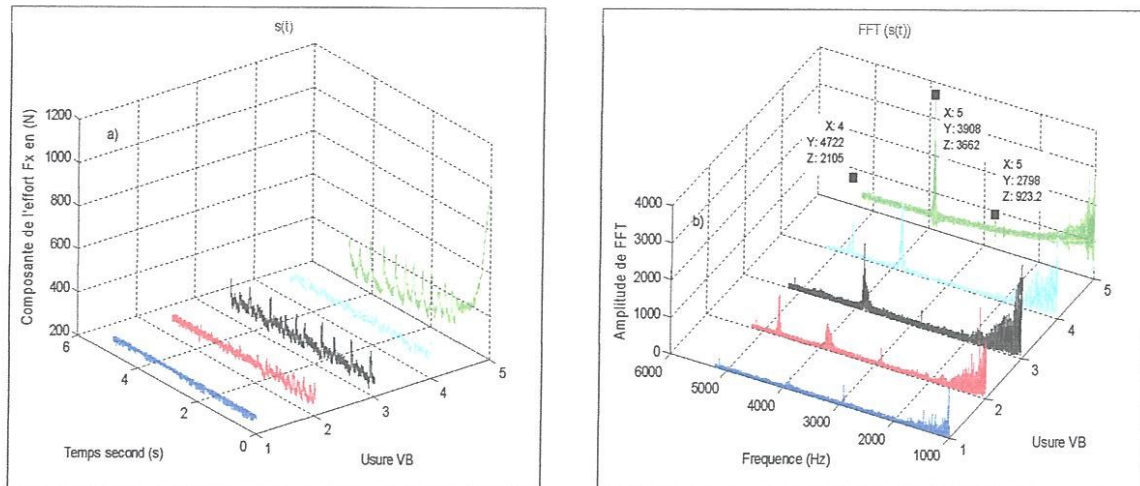 s(t)
Composante de l'effort Fx en (N)
1200
1000
800
600
400
200
a)
6
4
2
0
1
2
3
4
5
Temps second (s)
Usure VB
FFT (s(t))
Amplitude de FFT
4000
3000
2000
1000
0
b)
X: 4
Y: 4722
Z: 2105
X: 5
Y: 3908
Z: 3662
X: 5
Y: 2798
Z: 923.2
6000
5000
4000
3000
2000
1000
1
2
3
4
5
Frequence (Hz)
Usure VB